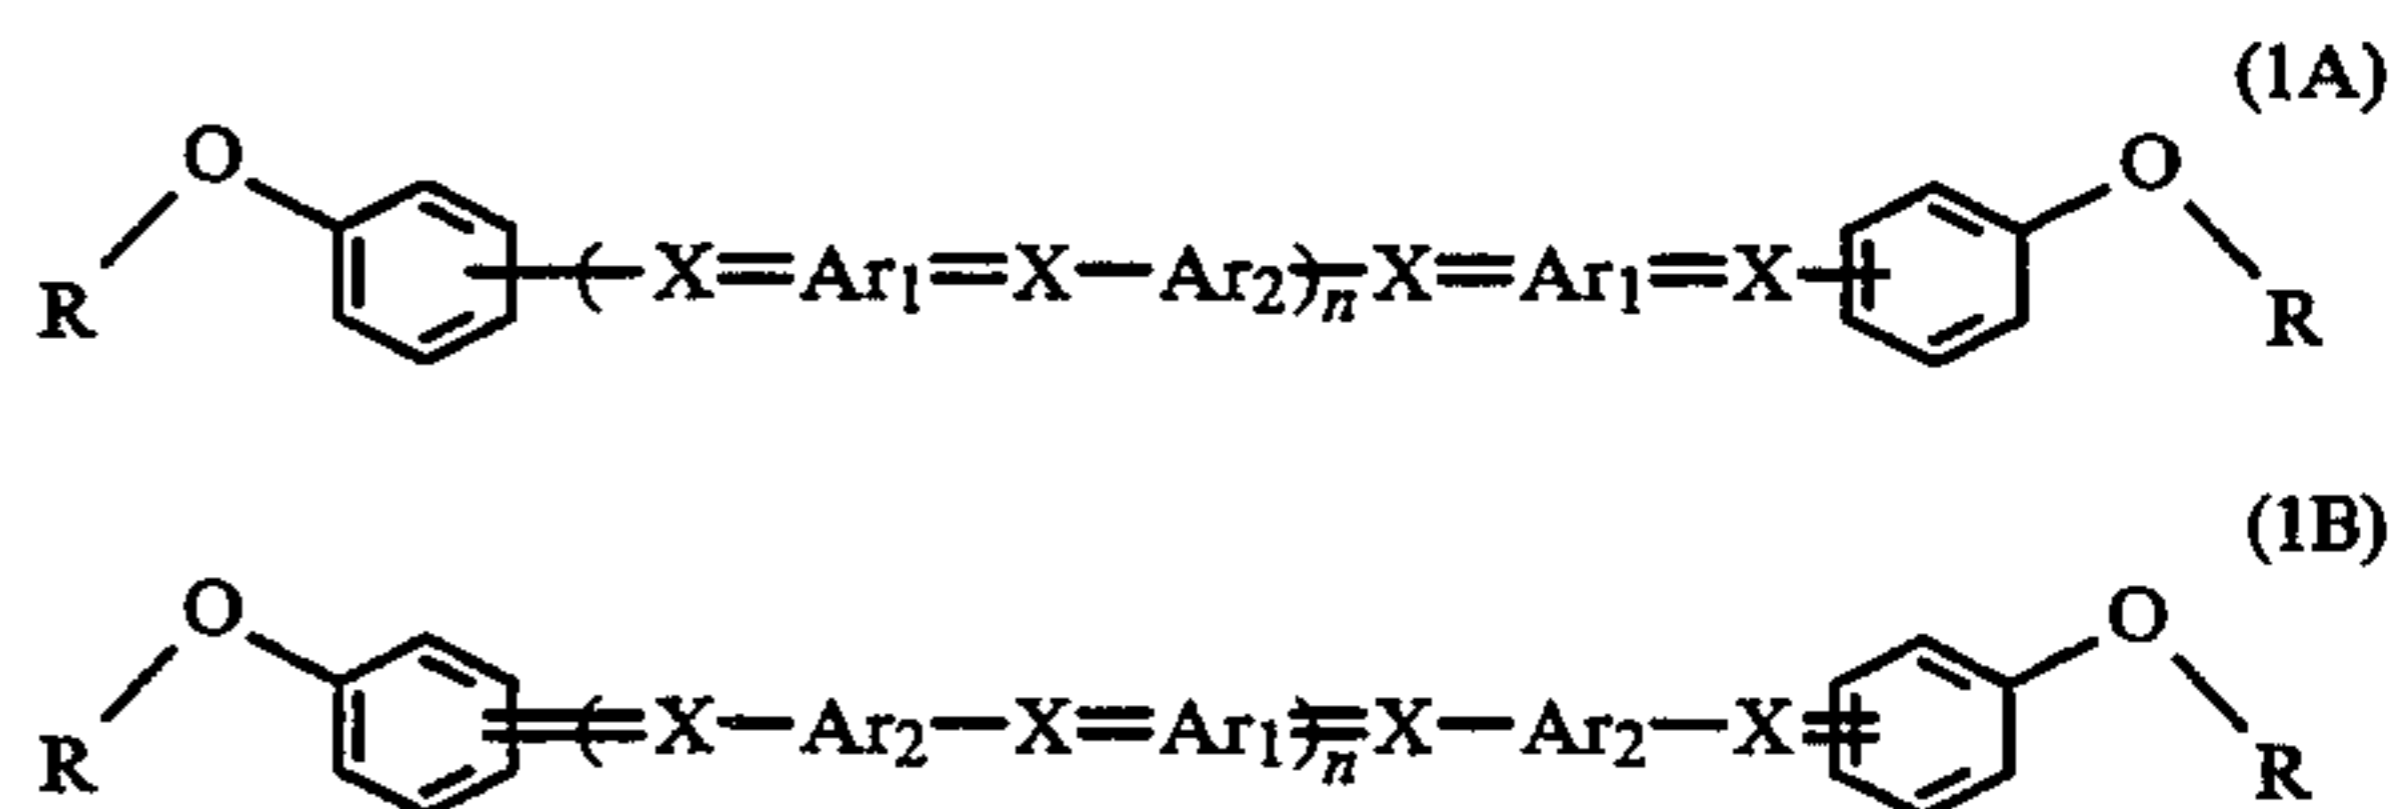 (1A)
O O
R ( X=Ar1=X—Ar2 )n X=Ar1=X R
(1B)
O O
R ( X—Ar2—X=Ar1 )n X—Ar2—X R